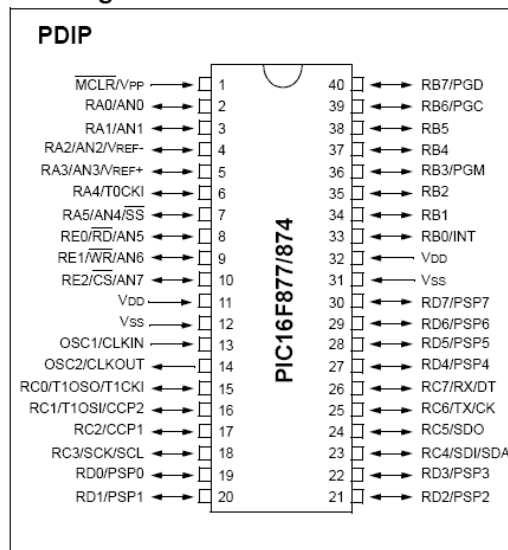 PDIP
MCLR/VPP 1
RA0/AN0 2
RA1/AN1 3
RA2/AN2/VREF- 4
RA3/AN3/VREF+ 5
RA4/T0CKI 6
RA5/AN4/SS 7
RE0/RD/AN5 8
RE1/WR/AN6 9
RE2/CS/AN7 10
VDD 11
VSS 12
OSC1/CLKIN 13
OSC2/CLKOUT 14
RC0/T1OSO/T1CKI 15
RC1/T1OSI/CCP2 16
RC2/CCP1 17
RC3/SCK/SCL 18
RD0/PSP0 19
RD1/PSP1 20
PIC16F877/874
40 RB7/PGD
39 RB6/PGC
38 RB5
37 RB4
36 RB3/PGM
35 RB2
34 RB1
33 RB0/INT
32 VDD
31 VSS
30 RD7/PSP7
29 RD6/PSP6
28 RD5/PSP5
27 RD4/PSP4
26 RC7/RX/DT
25 RC6/TX/CK
24 RC5/SDO
23 RC4/SDI/SDA
22 RD3/PSP3
21 RD2/PSP2